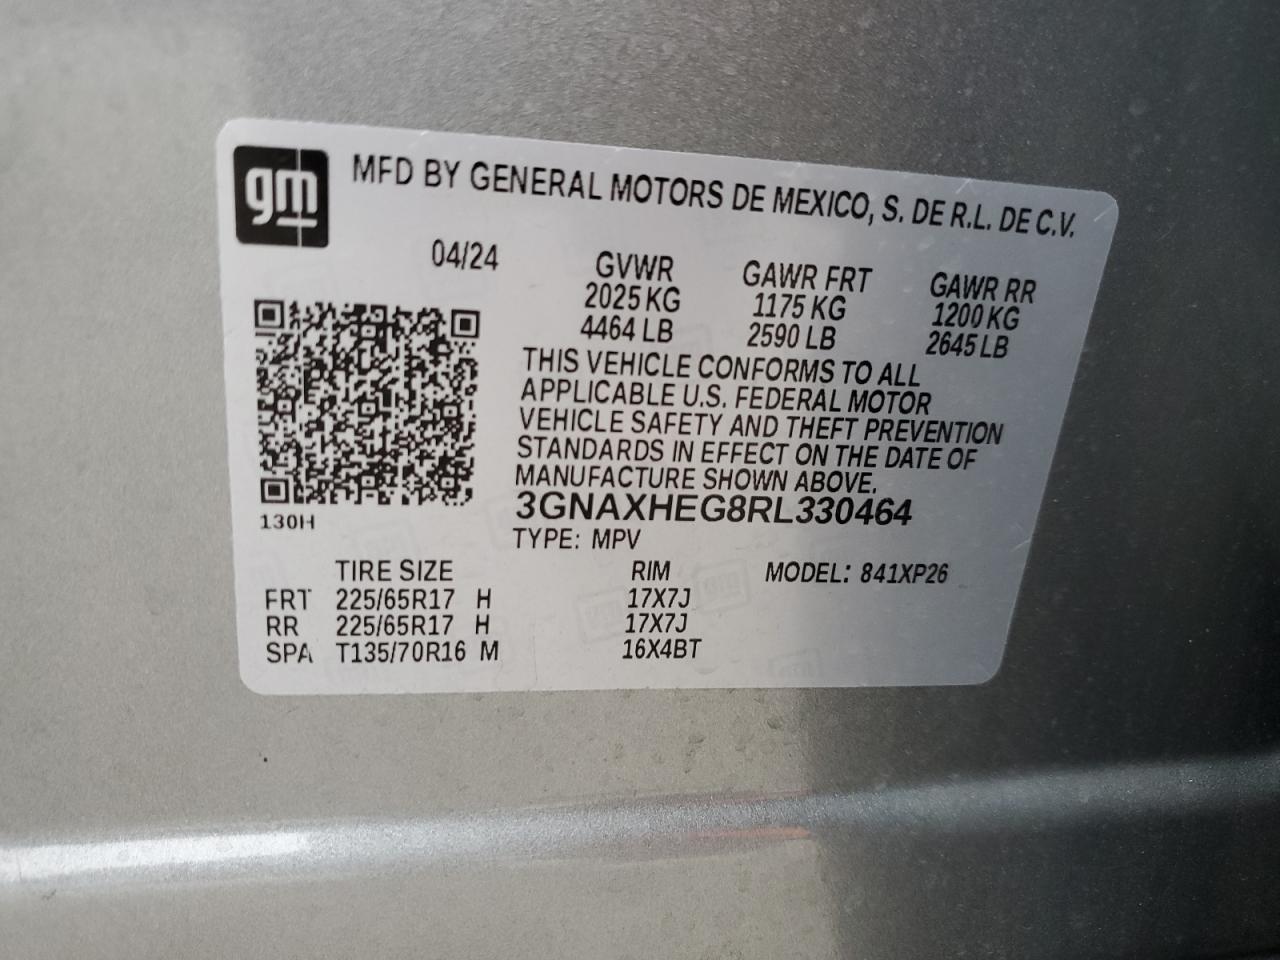 gm
MFD BY GENERAL MOTORS DE MEXICO, S. DE R.L. DE C.V.
04/24
GVWR GAWR FRT GAWR RR
2025 KG 1175 KG 1200 KG
4464 LB 2590 LB 2645 LB
THIS VEHICLE CONFORMS TO ALL
APPLICABLE U.S. FEDERAL MOTOR
VEHICLE SAFETY AND THEFT PREVENTION
STANDARDS IN EFFECT ON THE DATE OF
MANUFACTURE SHOWN ABOVE.
3GNAXHEG8RL330464
130H
TYPE: MPV
TIRE SIZE RIM MODEL: 841XP26
FRT 225/65R17 H 17X7J
RR 225/65R17 H 17X7J
SPA T135/70R16 M 16X4BT